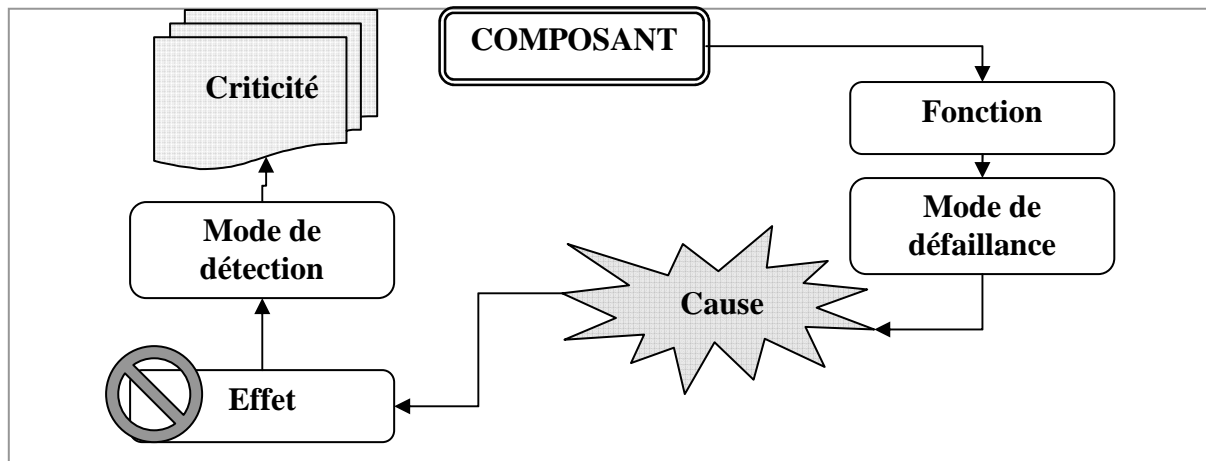 COMPOSANT
Fonction
Mode de
défaillance
Cause
Effet
Mode de
détection
Criticité